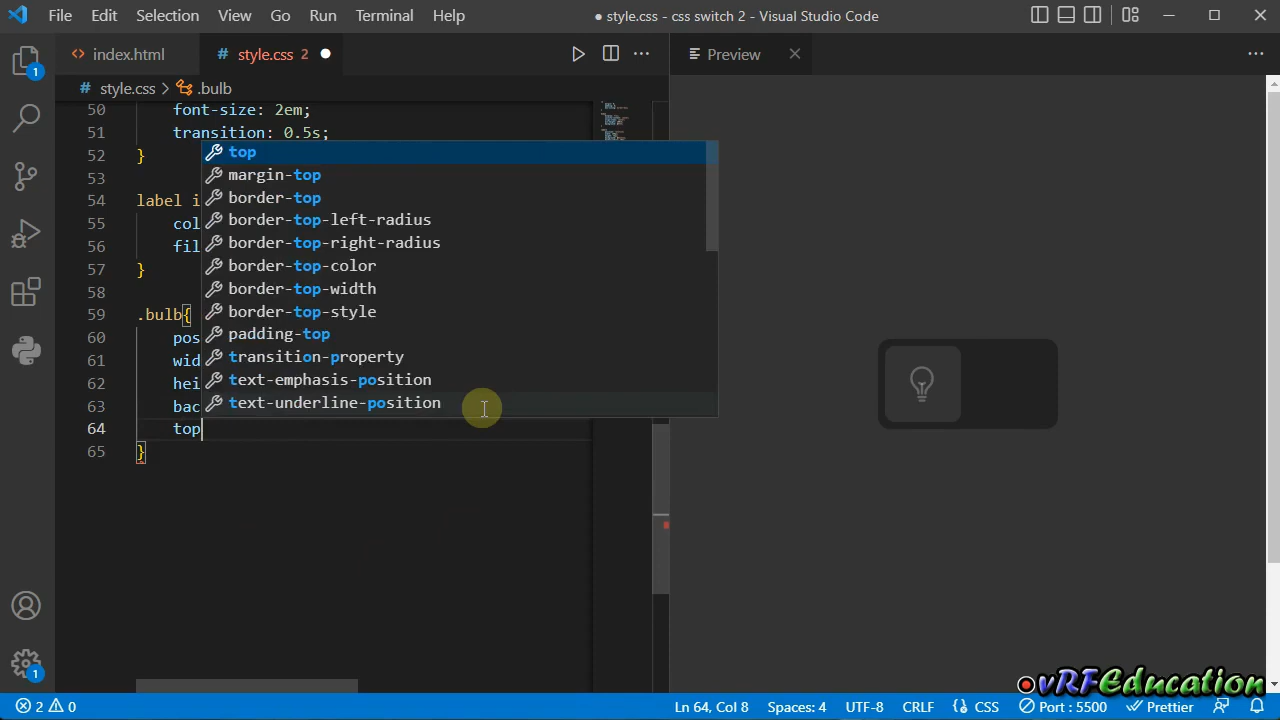 File Edit Selection View Go Run Terminal Help
● style.css - css switch 2 - Visual Studio Code
index.html
# style.css 2 ●
Preview
# style.css > .bulb
50 font-size: 2em;
51 transition: 0.5s;
52 }
53
54 label i
55 col
56 fil
57 }
58
59 .bulb{
60 pos
61 wid
62 hei
63 bac
64 top
65 }
top
margin-top
border-top
border-top-left-radius
border-top-right-radius
border-top-color
border-top-width
border-top-style
padding-top
transition-property
text-emphasis-position
text-underline-position
1
1
vRFEducation
2 0
Ln 64, Col 8
Spaces: 4
UTF-8
CRLF
{} CSS
Port : 5500
Prettier